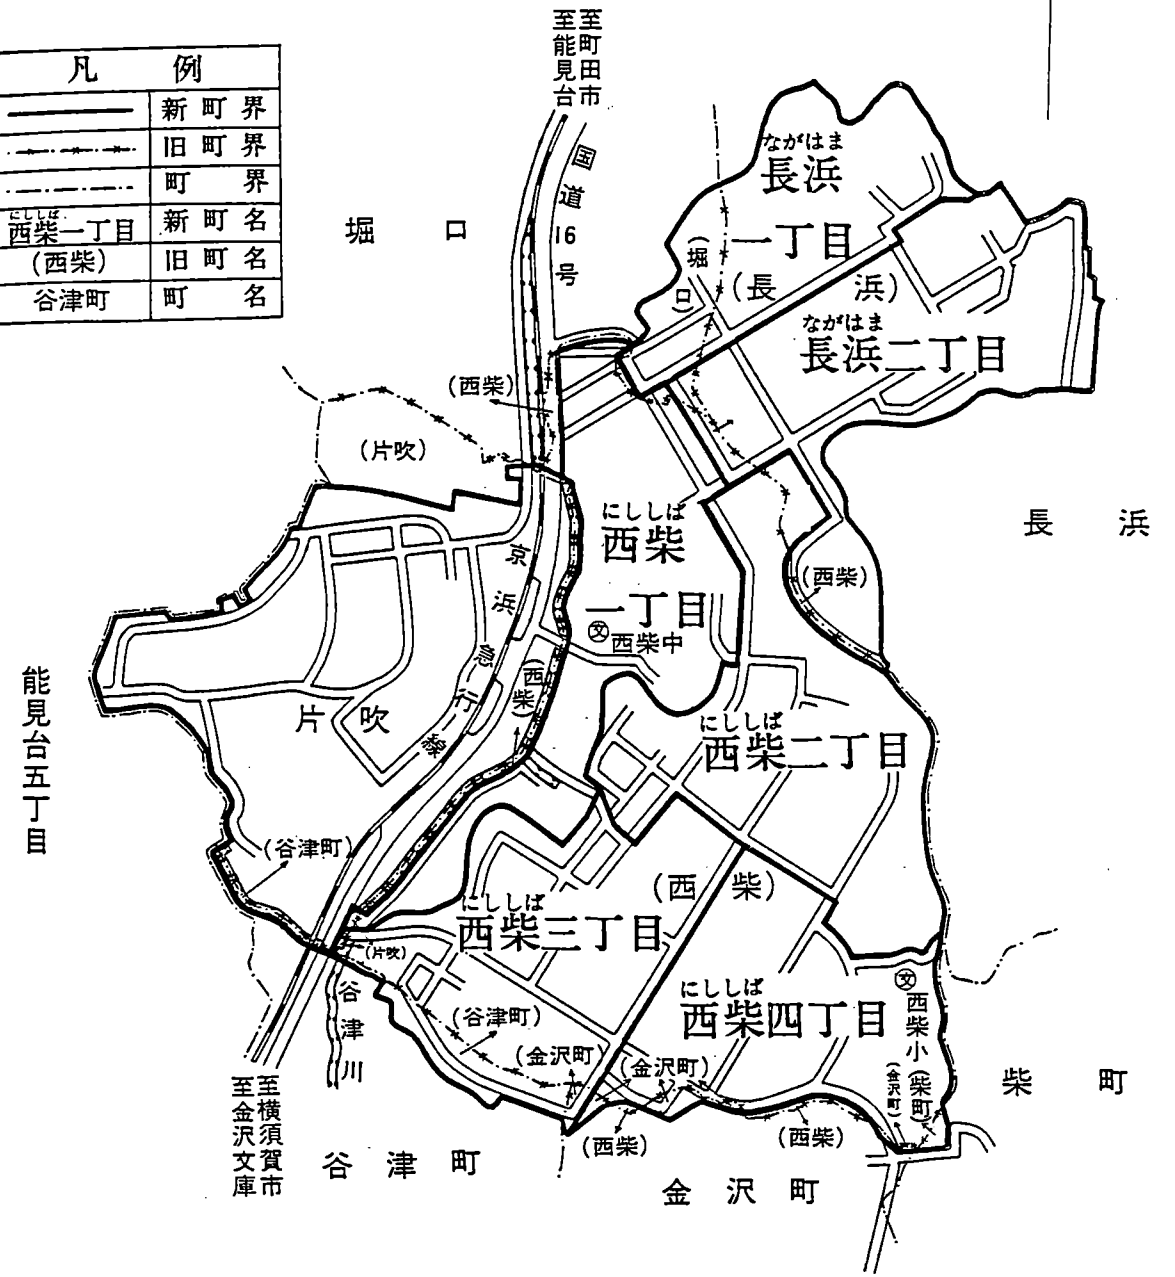 凡 例
新町界
旧町界
町 界
にししば
西柴一丁目
新町名
(西柴)
旧町名
谷津町
町 名
至町田市
至能見台
国道16号
堀 口
ながはま
長浜
一丁目
(堀口)
(長 浜)
ながはま
長浜二丁目
(西柴)
(片吹)
長 浜
にししば
西柴
一丁目
文 西柴中
(西柴)
京浜急行線
(西柴)
片 吹
能見台五丁目
にししば
西柴二丁目
(谷津町)
(西 柴)
にししば
西柴三丁目
(片吹)
谷津川
にししば
西柴四丁目
文 西柴小
(谷津町)
(金沢町)
(金沢町)
(金沢町)
(柴町)
柴 町
(西柴)
(西柴)
至横須賀市
至金沢文庫
谷 津 町
金 沢 町